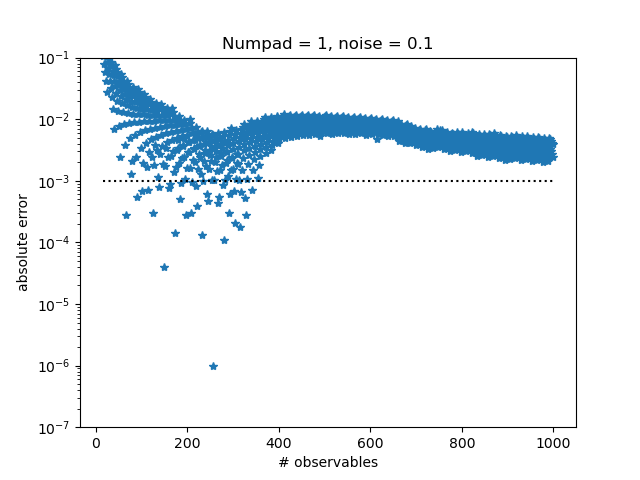 Numpad = 1, noise = 0.1
absolute error
10⁻¹
10⁻²
10⁻³
10⁻⁴
10⁻⁵
10⁻⁶
10⁻⁷
0 200 400 600 800 1000
# observables